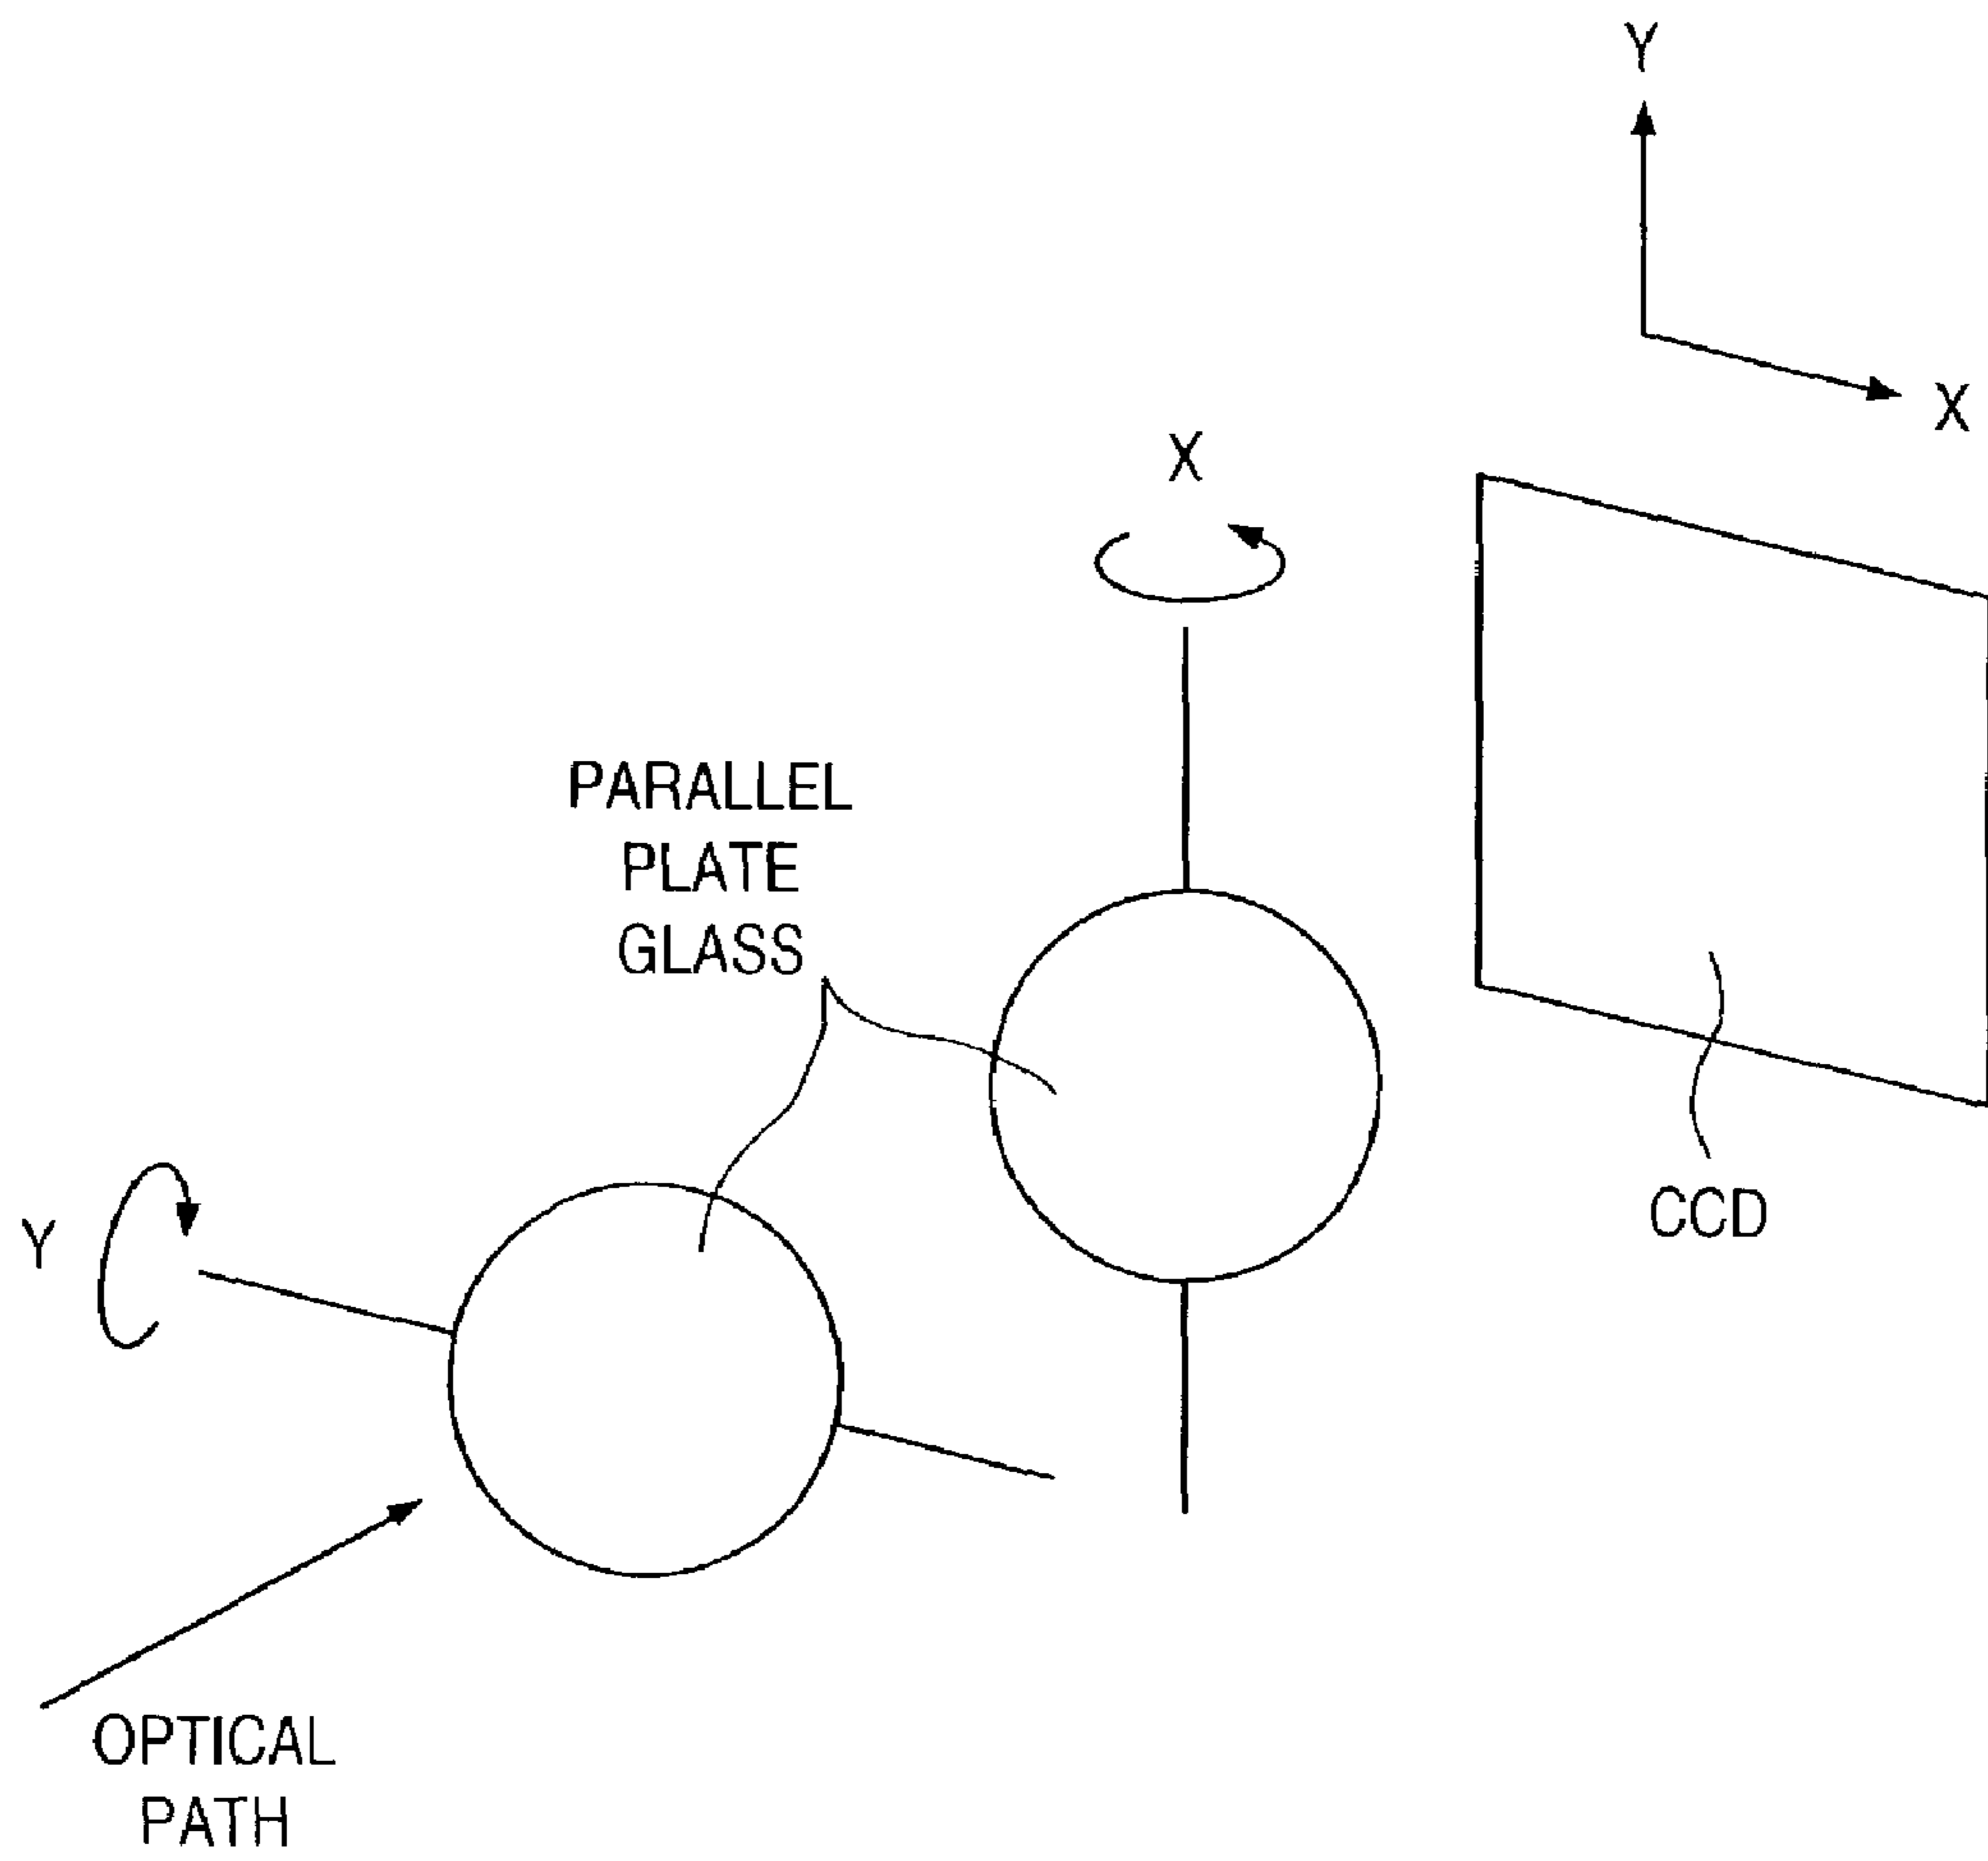 Y
X
X
PARALLEL
PLATE
GLASS
Y
CCD
OPTICAL
PATH